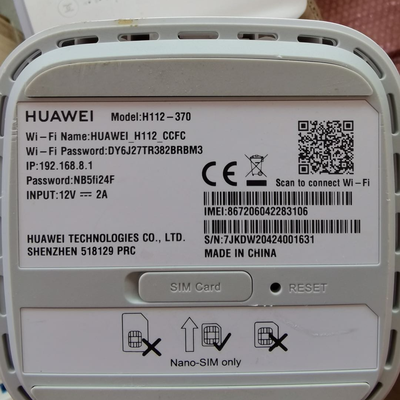 HUAWEI Model:H112-370
Wi-Fi Name:HUAWEI_H112_CCFC
Wi-Fi Password:DY6J27TR382BRBM3
IP:192.168.8.1
Password:NB5fi24F
INPUT:12V ⎓ 2A
CE
Scan to connect Wi-Fi
IMEI:867206042283106
HUAWEI TECHNOLOGIES CO., LTD.
SHENZHEN 518129 PRC
S/N:7JKDW20424001631
MADE IN CHINA
SIM Card
RESET
Nano-SIM only